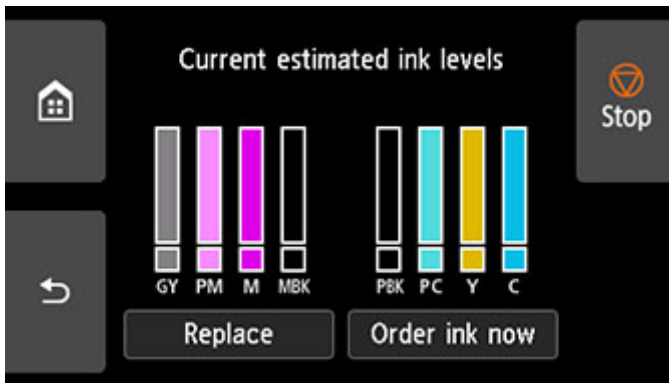 Current estimated ink levels
Stop
GY PM M MBK PBK PC Y C
Replace
Order ink now